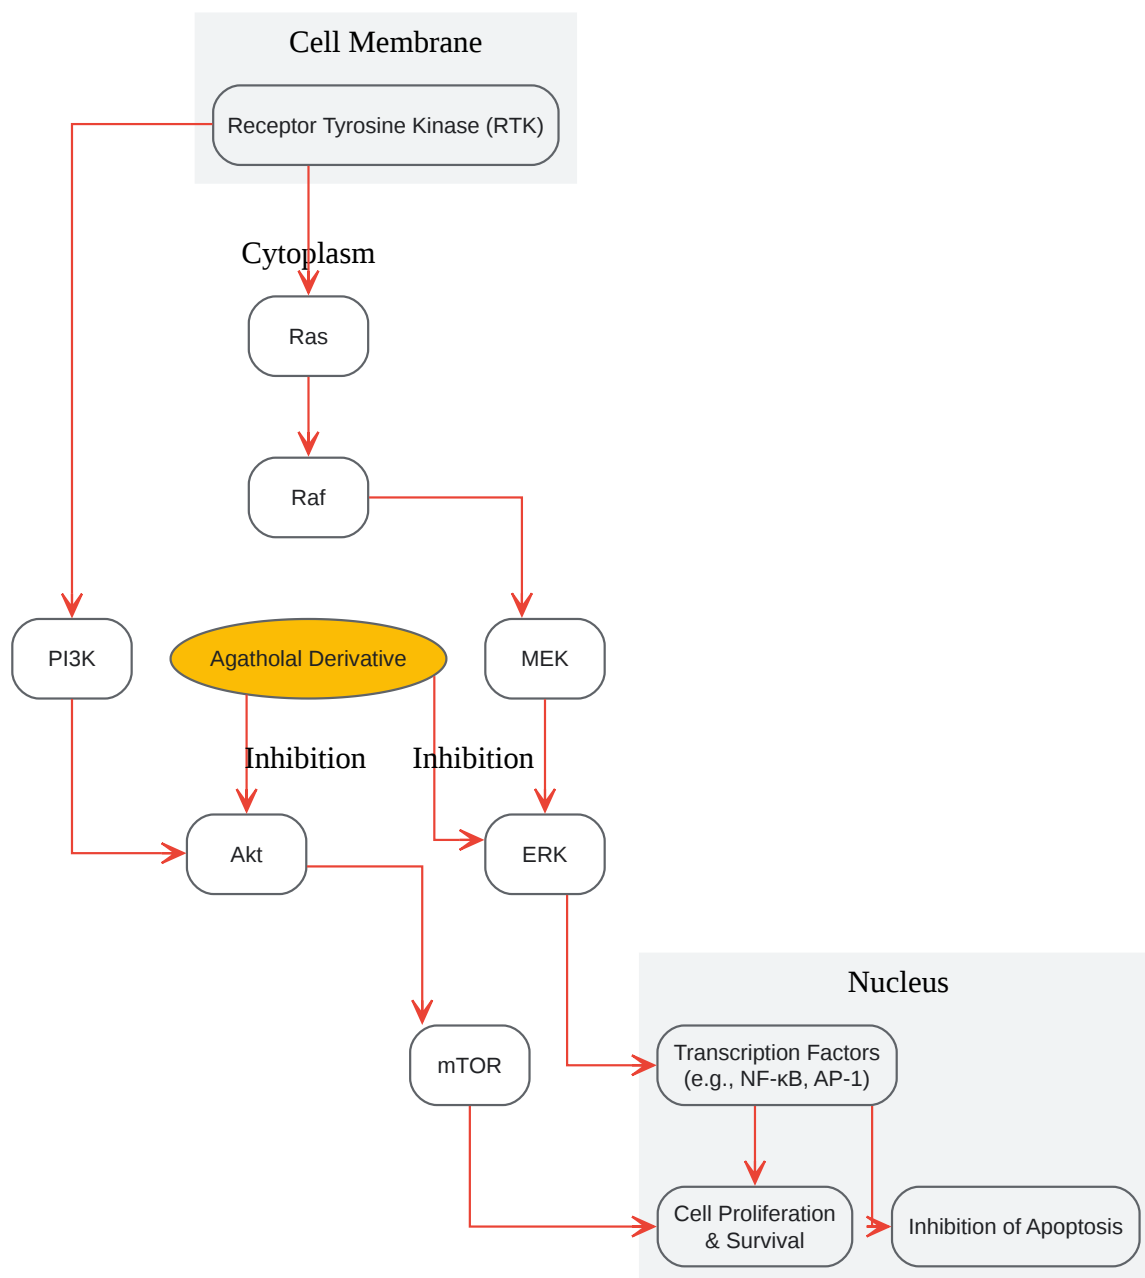 Cell Membrane
Receptor Tyrosine Kinase (RTK)
Cytoplasm
Ras
Raf
PI3K
Agatholal Derivative
MEK
Inhibition
Inhibition
Akt
ERK
Nucleus
Transcription Factors
(e.g., NF-κB, AP-1)
mTOR
Cell Proliferation
& Survival
Inhibition of Apoptosis